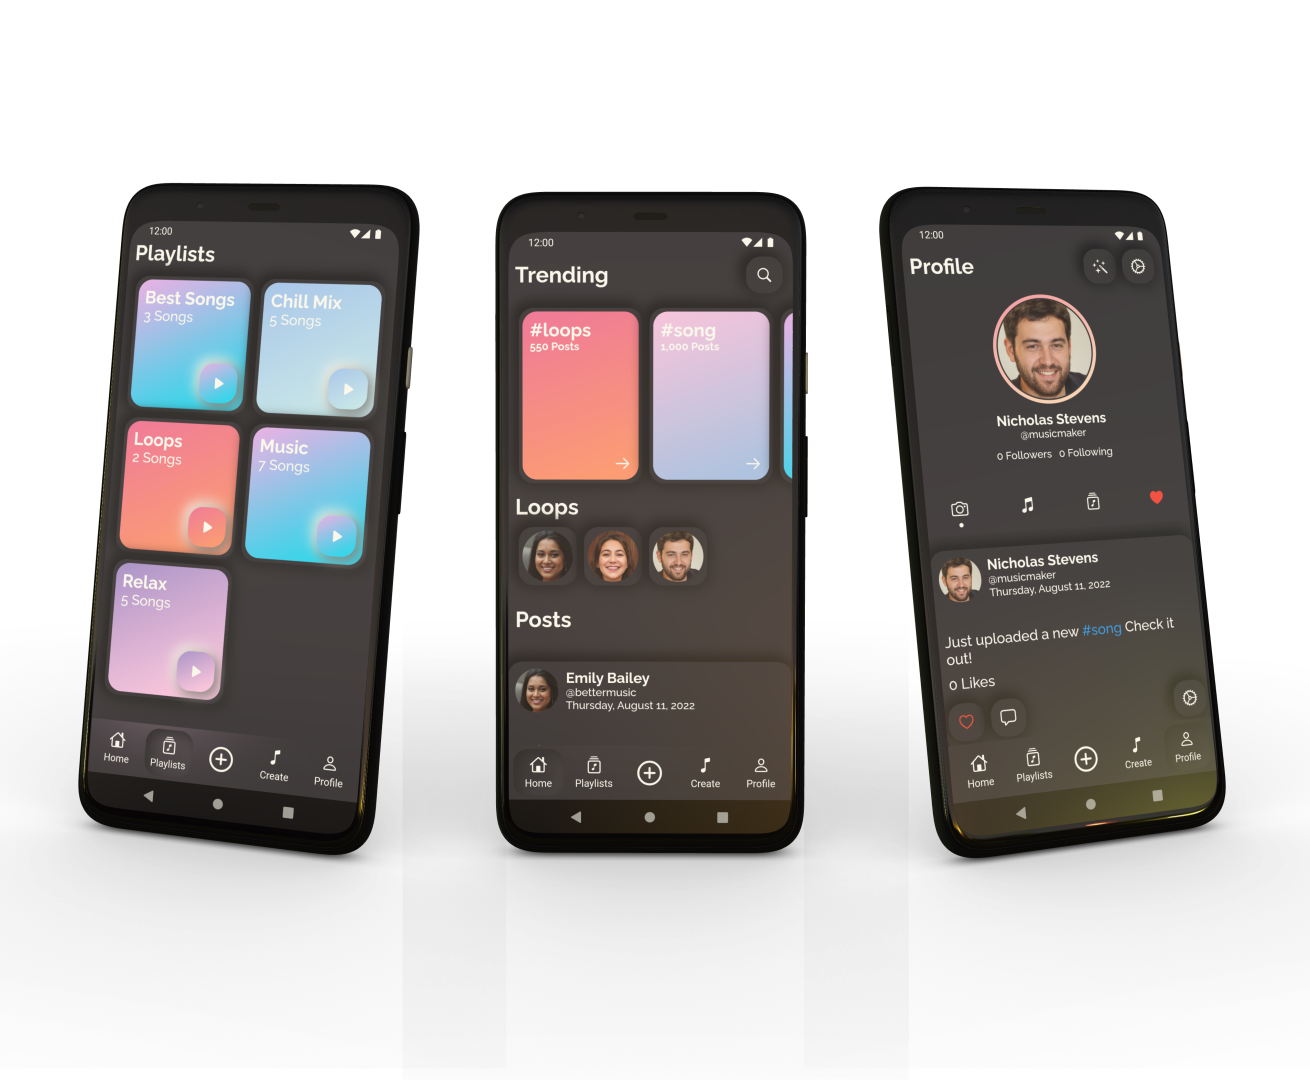 12:00
Playlists
Best Songs
3 Songs
Chill Mix
5 Songs
Loops
2 Songs
Music
7 Songs
Relax
5 Songs
Home
Playlists
Create
Profile
12:00
Trending
#loops
550 Posts
#song
1,000 Posts
Loops
Posts
Emily Bailey
@bettermusic
Thursday, August 11, 2022
Home
Playlists
Create
Profile
12:00
Profile
Nicholas Stevens
@musicmaker
0 Followers 0 Following
Nicholas Stevens
@musicmaker
Thursday, August 11, 2022
Just uploaded a new #song Check it
out!
0 Likes
Home
Playlists
Create
Profile